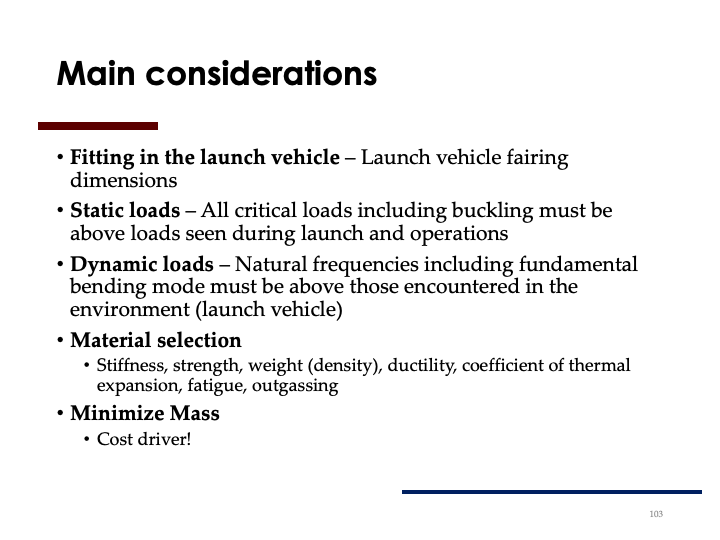 Main considerations
• Fitting in the launch vehicle – Launch vehicle fairing
dimensions
• Static loads – All critical loads including buckling must be
above loads seen during launch and operations
• Dynamic loads – Natural frequencies including fundamental
bending mode must be above those encountered in the
environment (launch vehicle)
• Material selection
• Stiffness, strength, weight (density), ductility, coefficient of thermal
expansion, fatigue, outgassing
• Minimize Mass
• Cost driver!
103